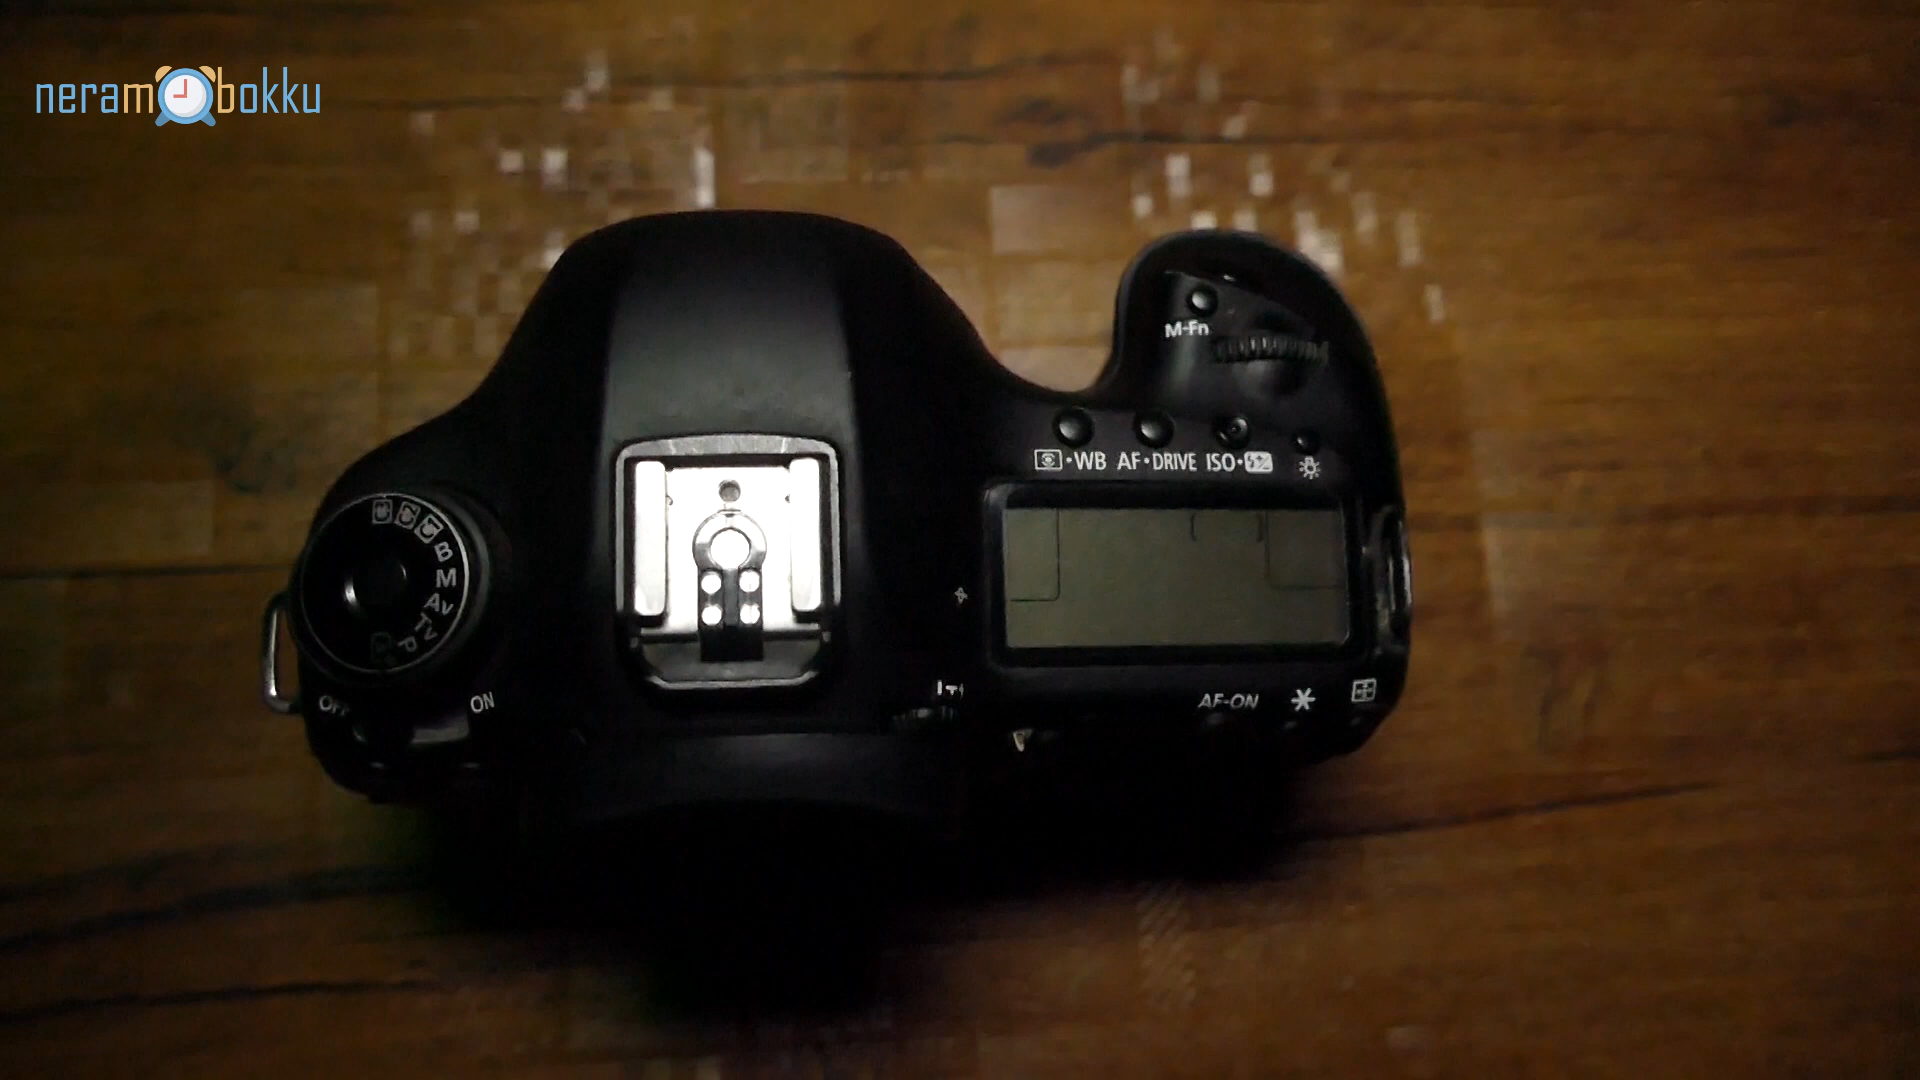 neram bokku
M-Fn
·WB AF·DRIVE ISO·
B
M
Av
Tv
P
OFF
ON
AF-ON